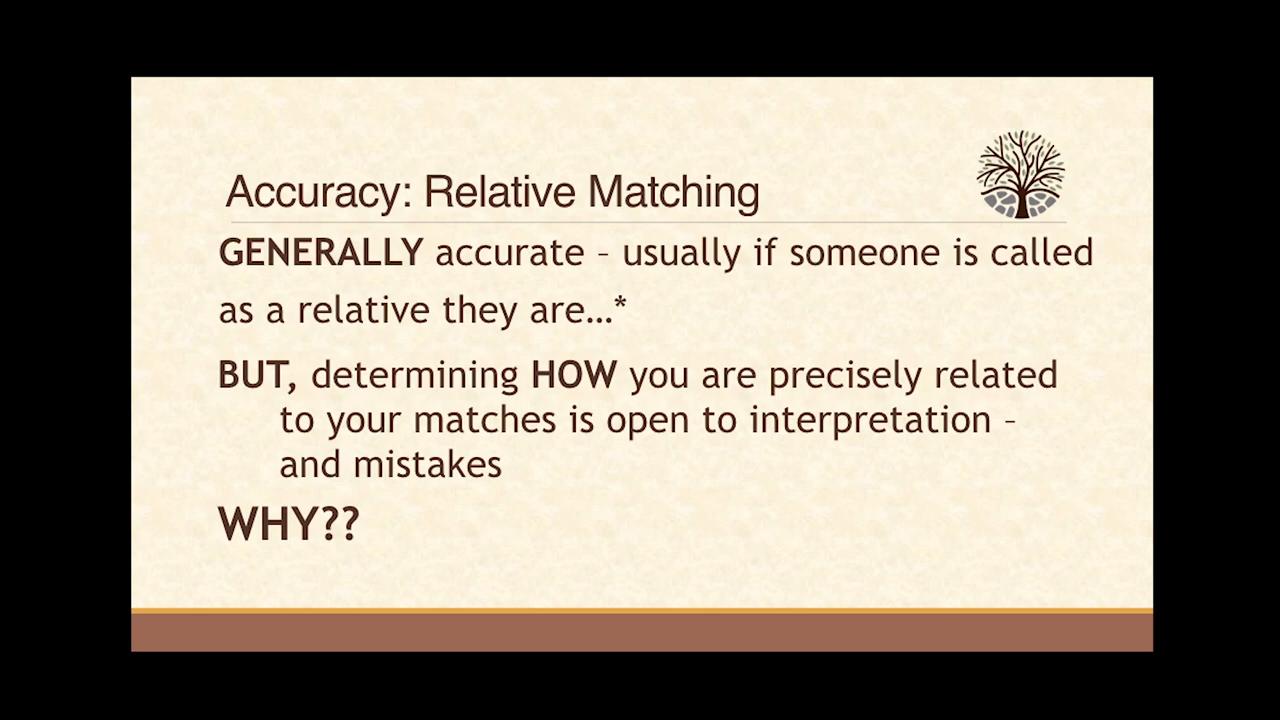 Accuracy: Relative Matching
GENERALLY accurate – usually if someone is called
as a relative they are…*
BUT, determining HOW you are precisely related
to your matches is open to interpretation –
and mistakes
WHY??